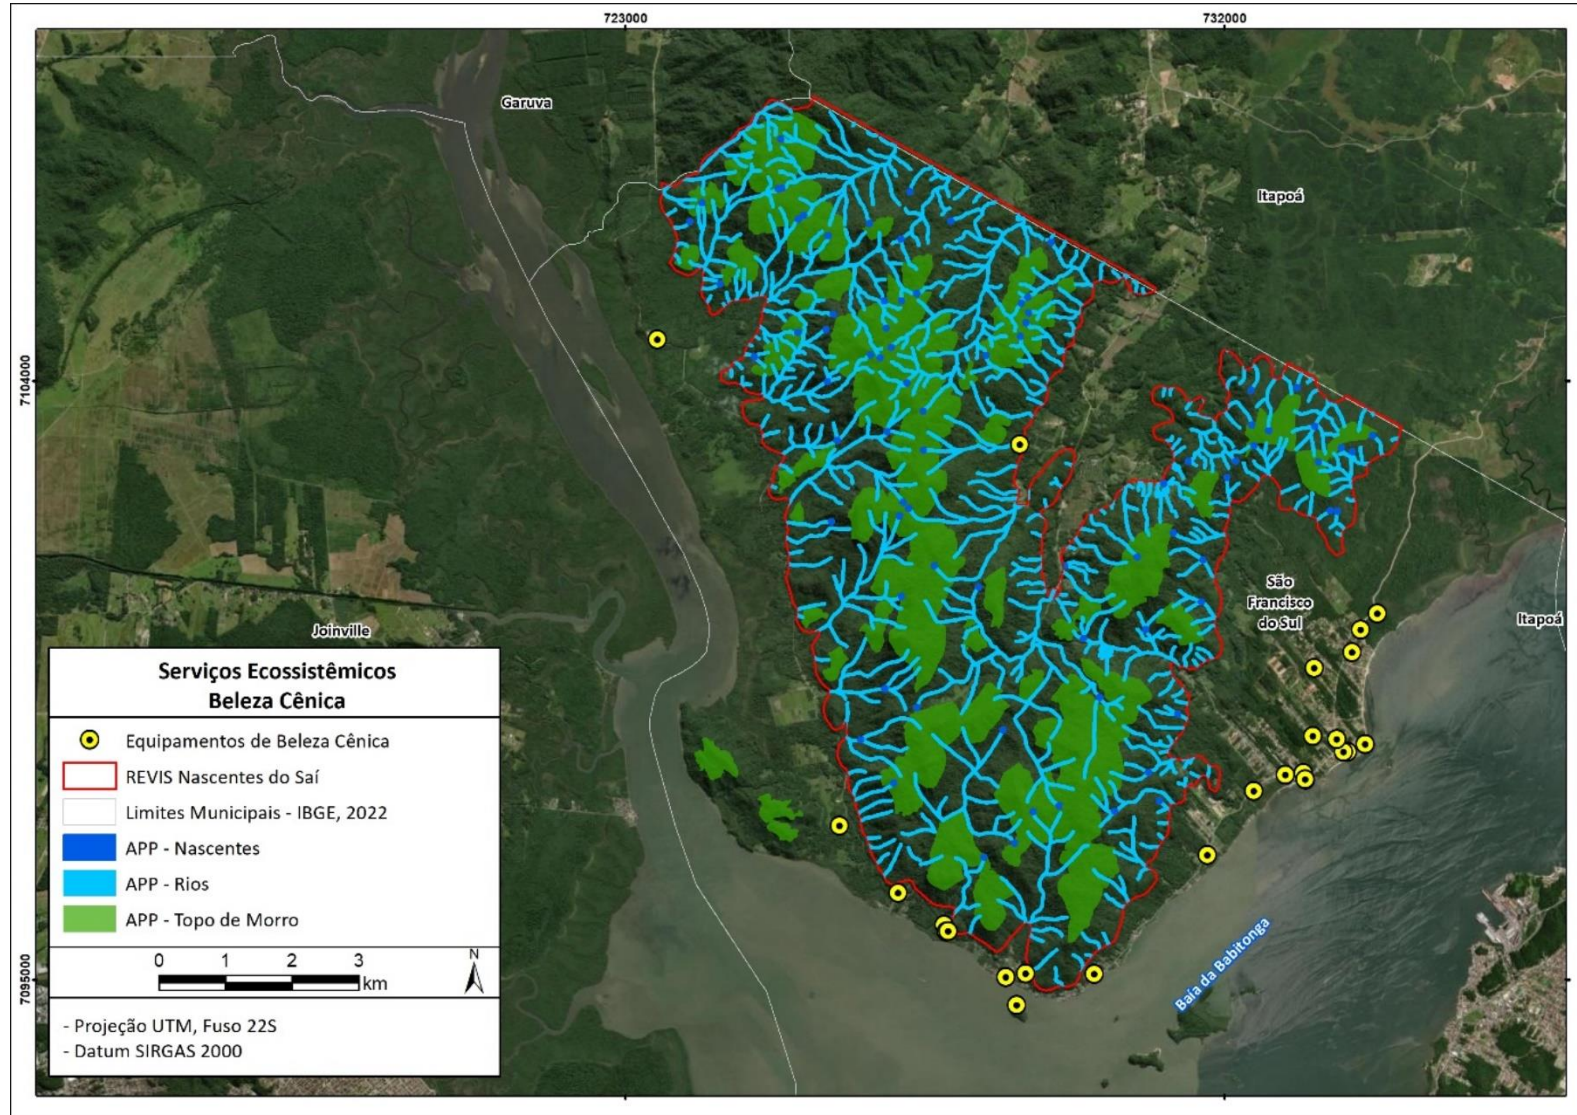 723000
732000
Garuva
Itapoá
7104000
São
Francisco
do Sul
Itapoá
Joinville
Serviços Ecossistêmicos
Beleza Cênica
Equipamentos de Beleza Cênica
REVIS Nascentes do Saí
Limites Municipais - IBGE, 2022
APP - Nascentes
APP - Rios
APP - Topo de Morro
0 1 2 3
km
N
7095000
Baía da Babitonga
- Projeção UTM, Fuso 22S
- Datum SIRGAS 2000